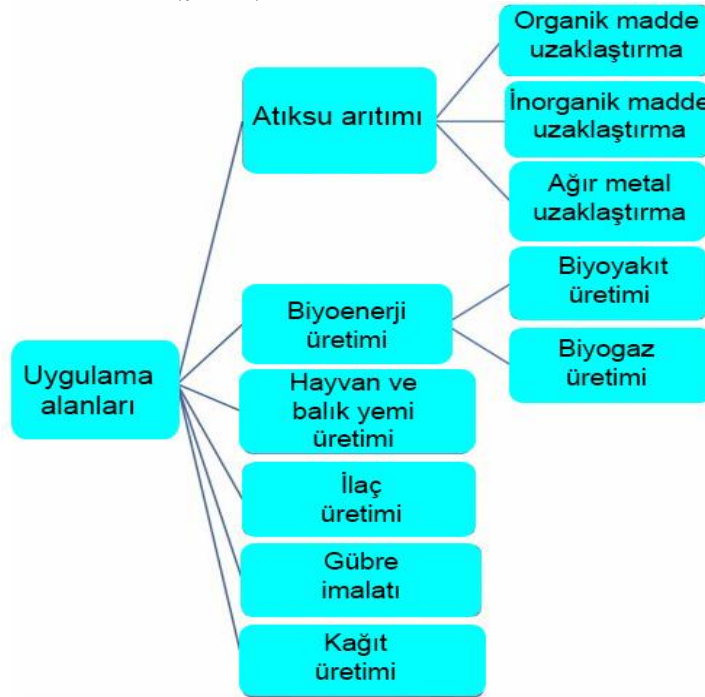 Uygulama
alanları
Atıksu arıtımı
Organik madde
uzaklaştırma
İnorganik madde
uzaklaştırma
Ağır metal
uzaklaştırma
Biyoenerji
üretimi
Biyoyakıt
üretimi
Biyogaz
üretimi
Hayvan ve
balık yemi
üretimi
İlaç
üretimi
Gübre
imalatı
Kağıt
üretimi